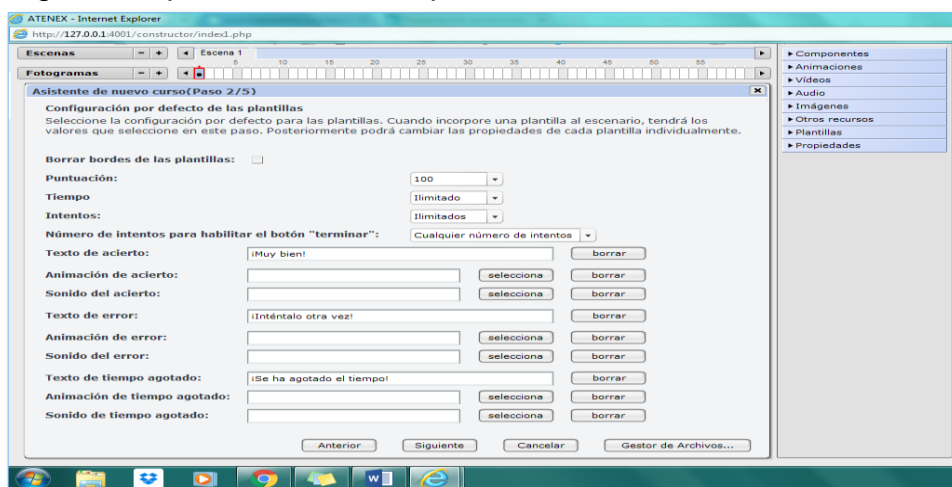 ATENEX - Internet Explorer
http://127.0.0.1:4001/constructor/index1.php
Escenas - + Escena 1
5 10 15 20 25 30 35 40 45 50 55
Fotogramas - +
Asistente de nuevo curso(Paso 2/5)
Configuración por defecto de las plantillas
Seleccione la configuración por defecto para las plantillas. Cuando incorpore una plantilla al escenario, tendrá los
valores que seleccione en este paso. Posteriormente podrá cambiar las propiedades de cada plantilla individualmente.
Borrar bordes de las plantillas:
Puntuación: 100
Tiempo Ilimitado
Intentos: Ilimitados
Número de intentos para habilitar el botón "terminar": Cualquier número de intentos
Texto de acierto: ¡Muy bien! borrar
Animación de acierto: selecciona borrar
Sonido del acierto: selecciona borrar
Texto de error: ¡Inténtalo otra vez! borrar
Animación de error: selecciona borrar
Sonido del error: selecciona borrar
Texto de tiempo agotado: ¡Se ha agotado el tiempo! borrar
Animación de tiempo agotado: selecciona borrar
Sonido de tiempo agotado: selecciona borrar
Anterior Siguiente Cancelar Gestor de Archivos...
Componentes
Animaciones
Vídeos
Audio
Imágenes
Otros recursos
Plantillas
Propiedades